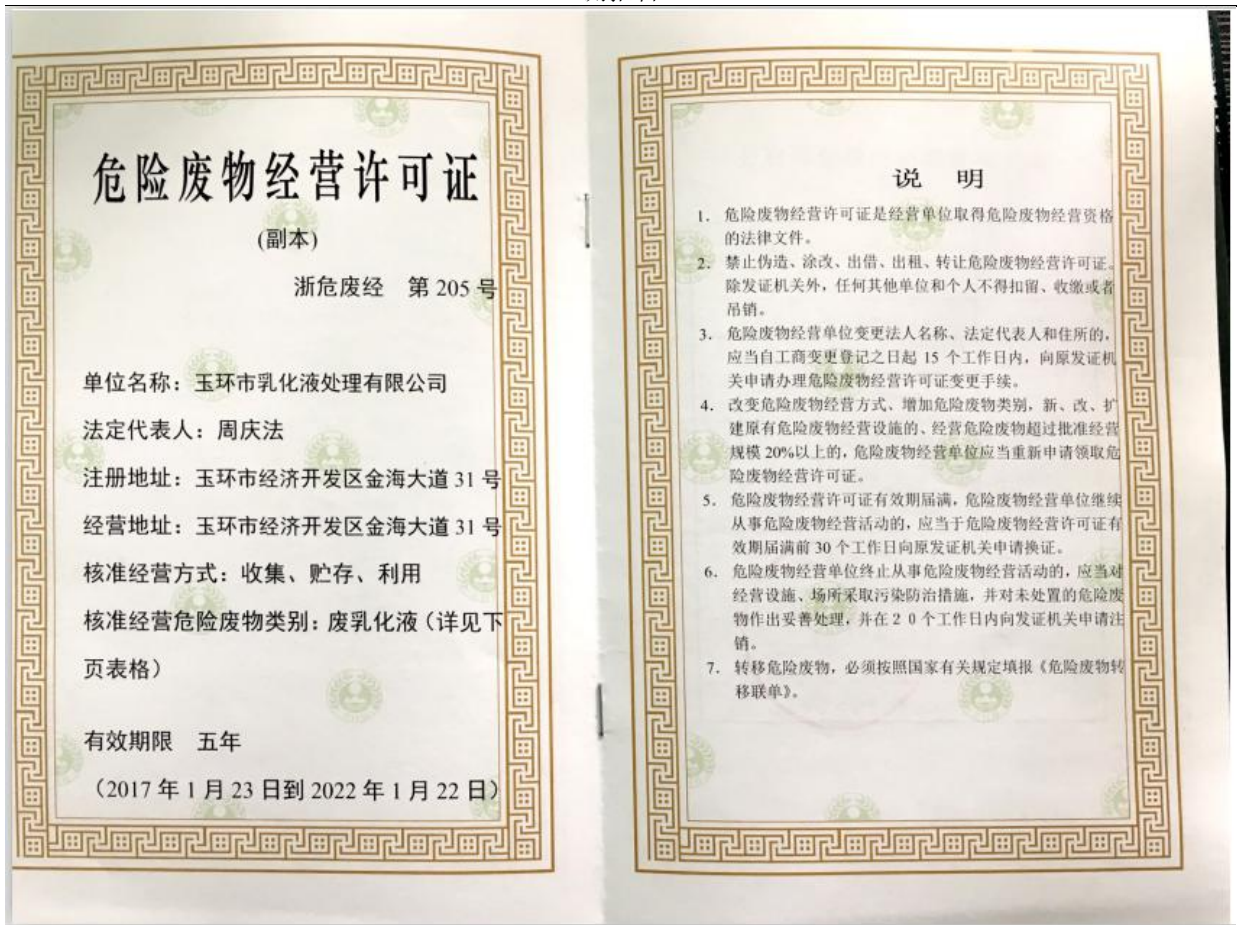 危险废物经营许可证
(副本)
浙危废经 第 205 号
单位名称：玉环市乳化液处理有限公司
法定代表人：周庆法
注册地址：玉环市经济开发区金海大道 31 号
经营地址：玉环市经济开发区金海大道 31 号
核准经营方式：收集、贮存、利用
核准经营危险废物类别：废乳化液（详见下
页表格）
有效期限 五年
（2017 年 1 月 23 日到 2022 年 1 月 22 日）
说 明
1. 危险废物经营许可证是经营单位取得危险废物经营资格
的法律文件。
2. 禁止伪造、涂改、出借、出租、转让危险废物经营许可证。
除发证机关外，任何其他单位和个人不得扣留、收缴或者
吊销。
3. 危险废物经营单位变更法人名称、法定代表人和住所的，
应当自工商变更登记之日起 15 个工作日内，向原发证机
关申请办理危险废物经营许可证变更手续。
4. 改变危险废物经营方式、增加危险废物类别，新、改、扩
建原有危险废物经营设施的、经营危险废物超过批准经营
规模 20%以上的，危险废物经营单位应当重新申请领取危
险废物经营许可证。
5. 危险废物经营许可证有效期届满，危险废物经营单位继续
从事危险废物经营活动的，应当于危险废物经营许可证有
效期届满前 30 个工作日向原发证机关申请换证。
6. 危险废物经营单位终止从事危险废物经营活动的，应当对
经营设施、场所采取污染防治措施，并对未处置的危险废
物作出妥善处理，并在２０个工作日内向发证机关申请注
销。
7. 转移危险废物，必须按照国家有关规定填报《危险废物转
移联单》。